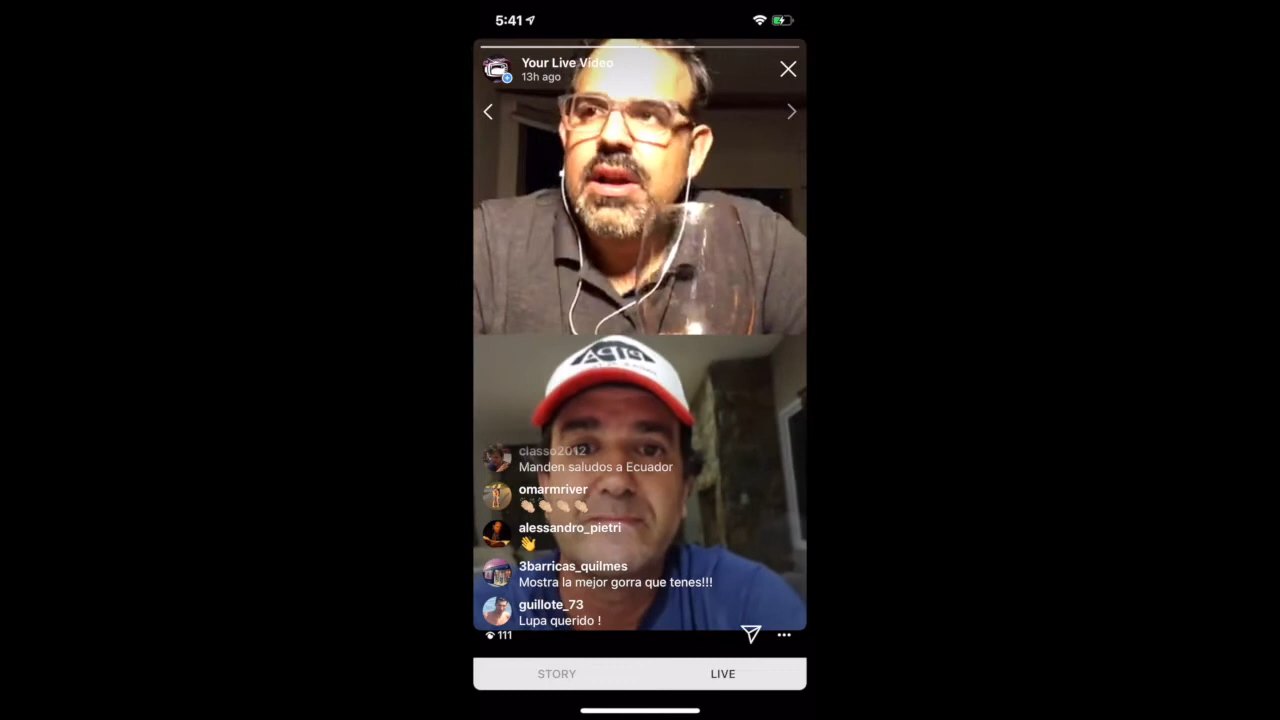 5:41
Your Live Video
13h ago
PIPA
classo2012
Manden saludos a Ecuador
omarmriver
👏🏼👏🏼👏🏼👏🏼
alessandro_pietri
👋
3barricas_quilmes
Mostra la mejor gorra que tenes!!!
guillote_73
Lupa querido !
111
STORY
LIVE